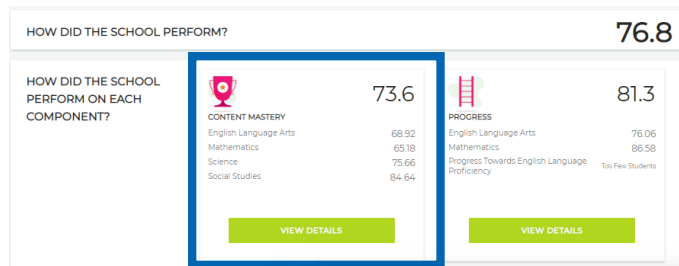 HOW DID THE SCHOOL PERFORM?
76.8
HOW DID THE SCHOOL
PERFORM ON EACH
COMPONENT?
73.6
CONTENT MASTERY
English Language Arts 68.92
Mathematics 65.18
Science 75.66
Social Studies 84.64
VIEW DETAILS
81.3
PROGRESS
English Language Arts 76.06
Mathematics 86.58
Progress Towards English Language
Proficiency
Too Few Students
VIEW DETAILS